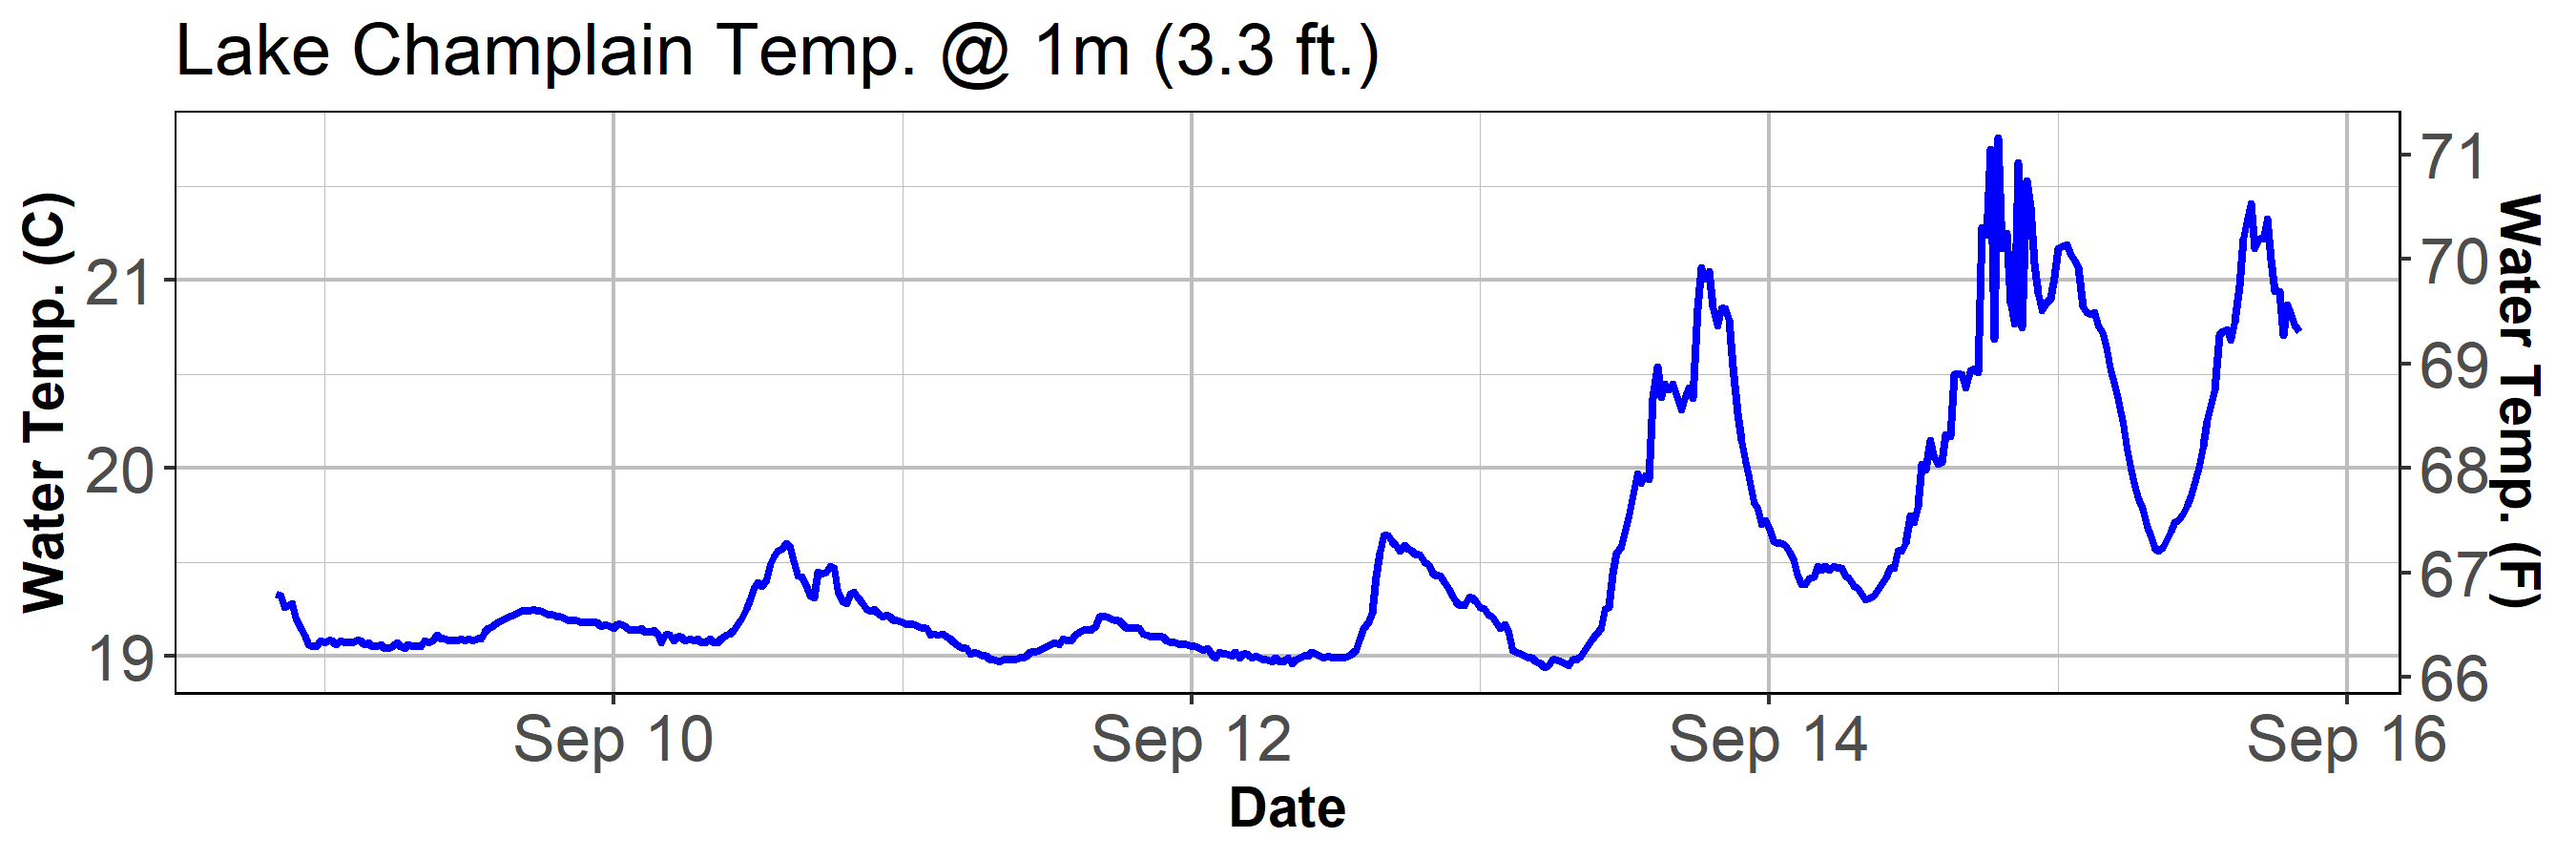 Lake Champlain Temp. @ 1m (3.3 ft.)
Water Temp. (C)
21
20
19
71
70
69
68
67
66
Water Temp. (F)
Sep 10
Sep 12
Sep 14
Sep 16
Date